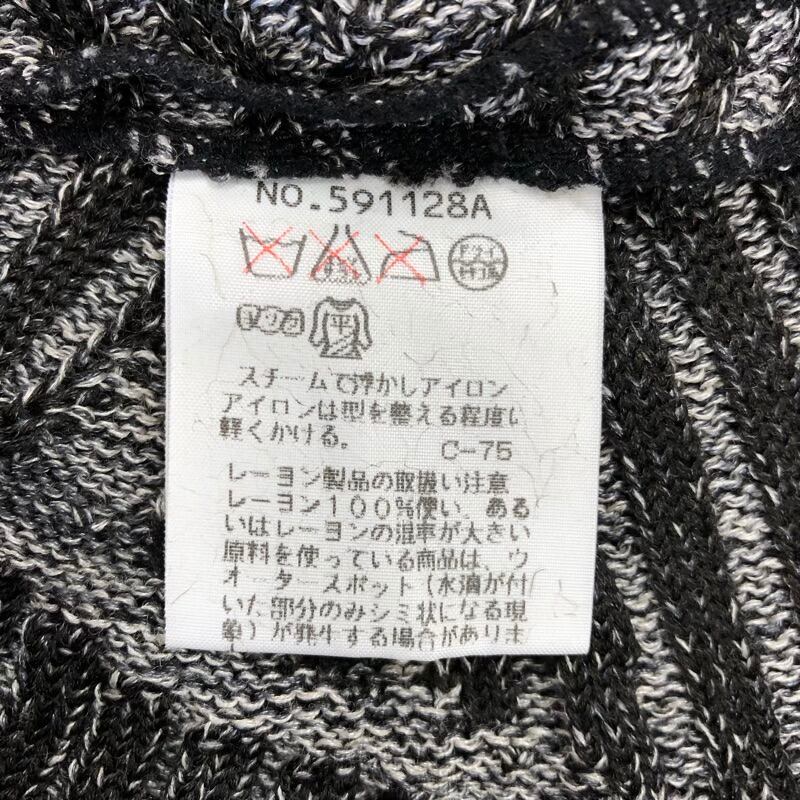 NO.591128A
ドライ
平
スチームで浮かしアイロン
アイロンは型を整える程度に
軽くかける。 C-75
レーヨン製品の取扱い注意
レーヨン100%使い、ある
いはレーヨンの混率が大きい
原料を使っている商品は、ウ
オータースポット(水滴が付
いた部分のみシミ状になる現
象)が発生する場合がありま